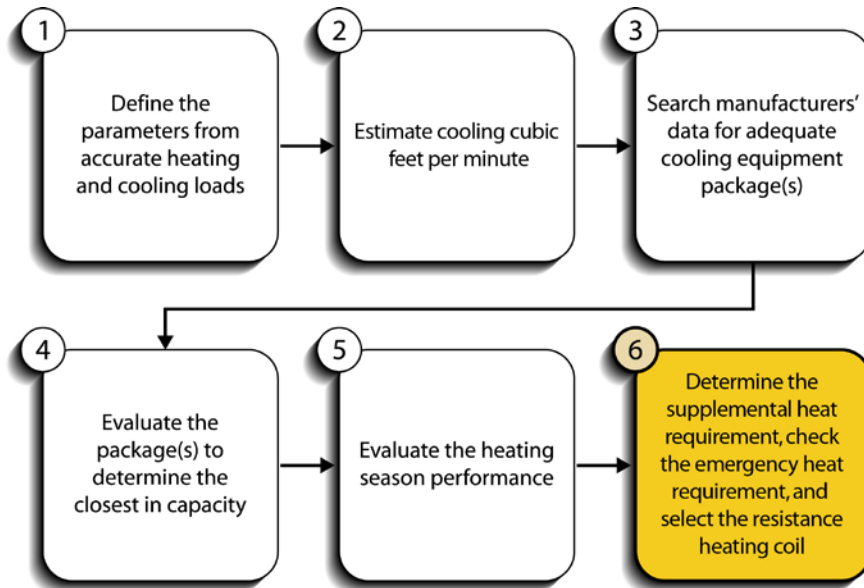 1
Define the
parameters from
accurate heating
and cooling loads
2
Estimate cooling cubic
feet per minute
3
Search manufacturers’
data for adequate
cooling equipment
package(s)
4
Evaluate the
package(s) to
determine the
closest in capacity
5
Evaluate the heating
season performance
6
Determine the
supplemental heat
requirement, check
the emergency heat
requirement, and
select the resistance
heating coil